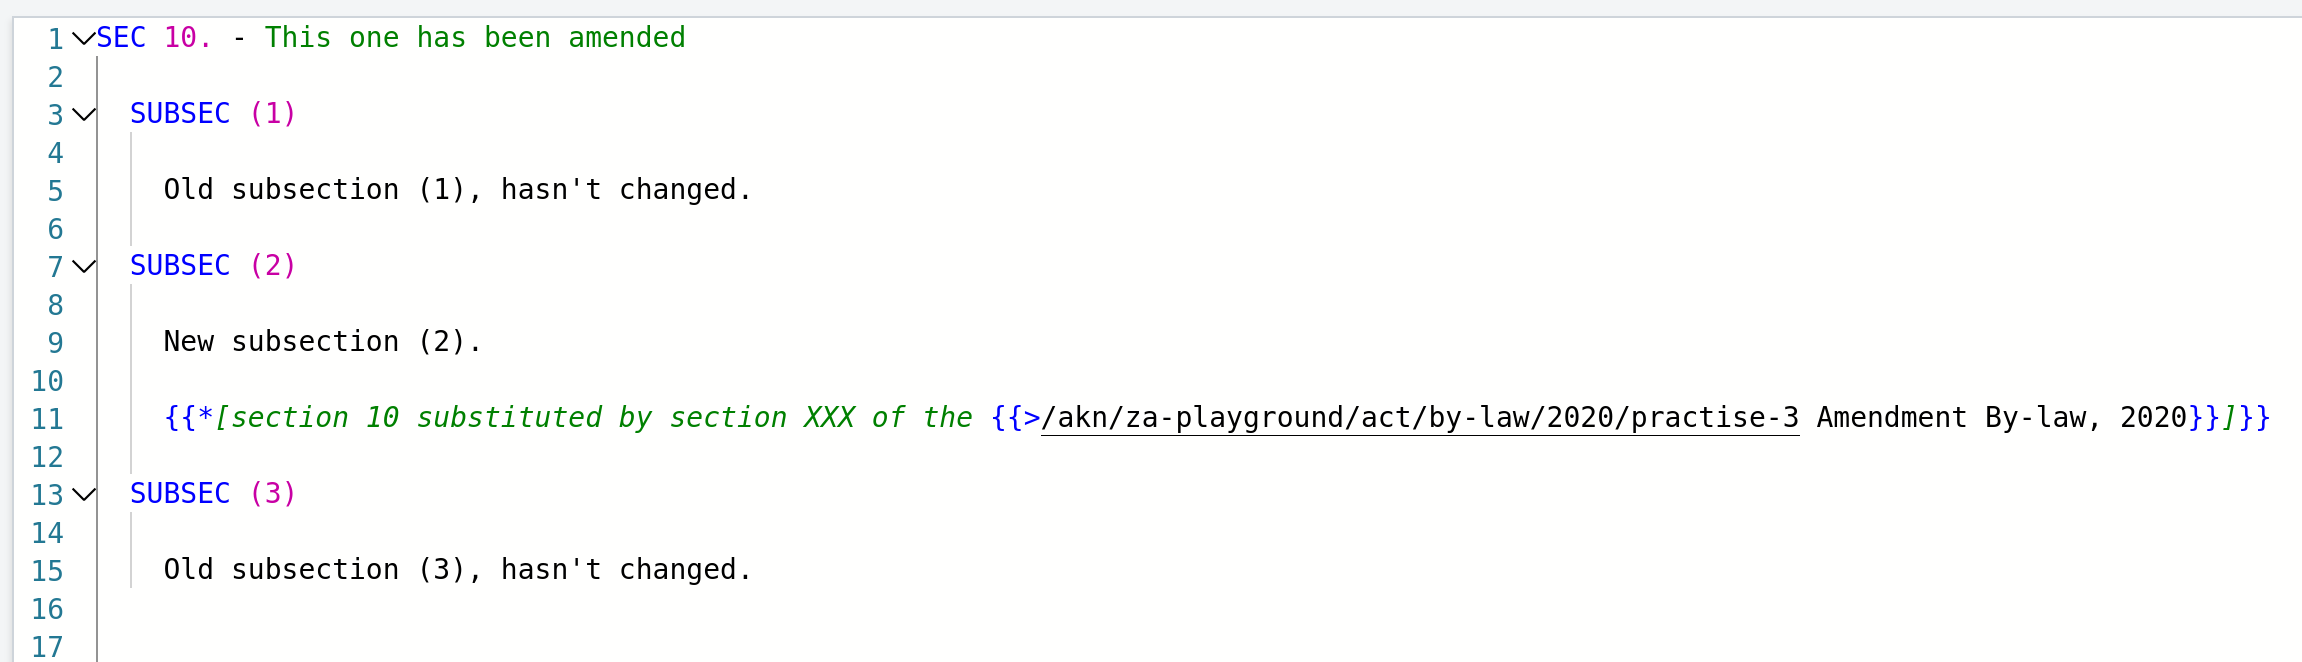 1 SEC 10. - This one has been amended
2
3 SUBSEC (1)
4
5 Old subsection (1), hasn't changed.
6
7 SUBSEC (2)
8
9 New subsection (2).
10
11 {{*[section 10 substituted by section XXX of the {{>/akn/za-playground/act/by-law/2020/practise-3 Amendment By-law, 2020}}]}}
12
13 SUBSEC (3)
14
15 Old subsection (3), hasn't changed.
16
17